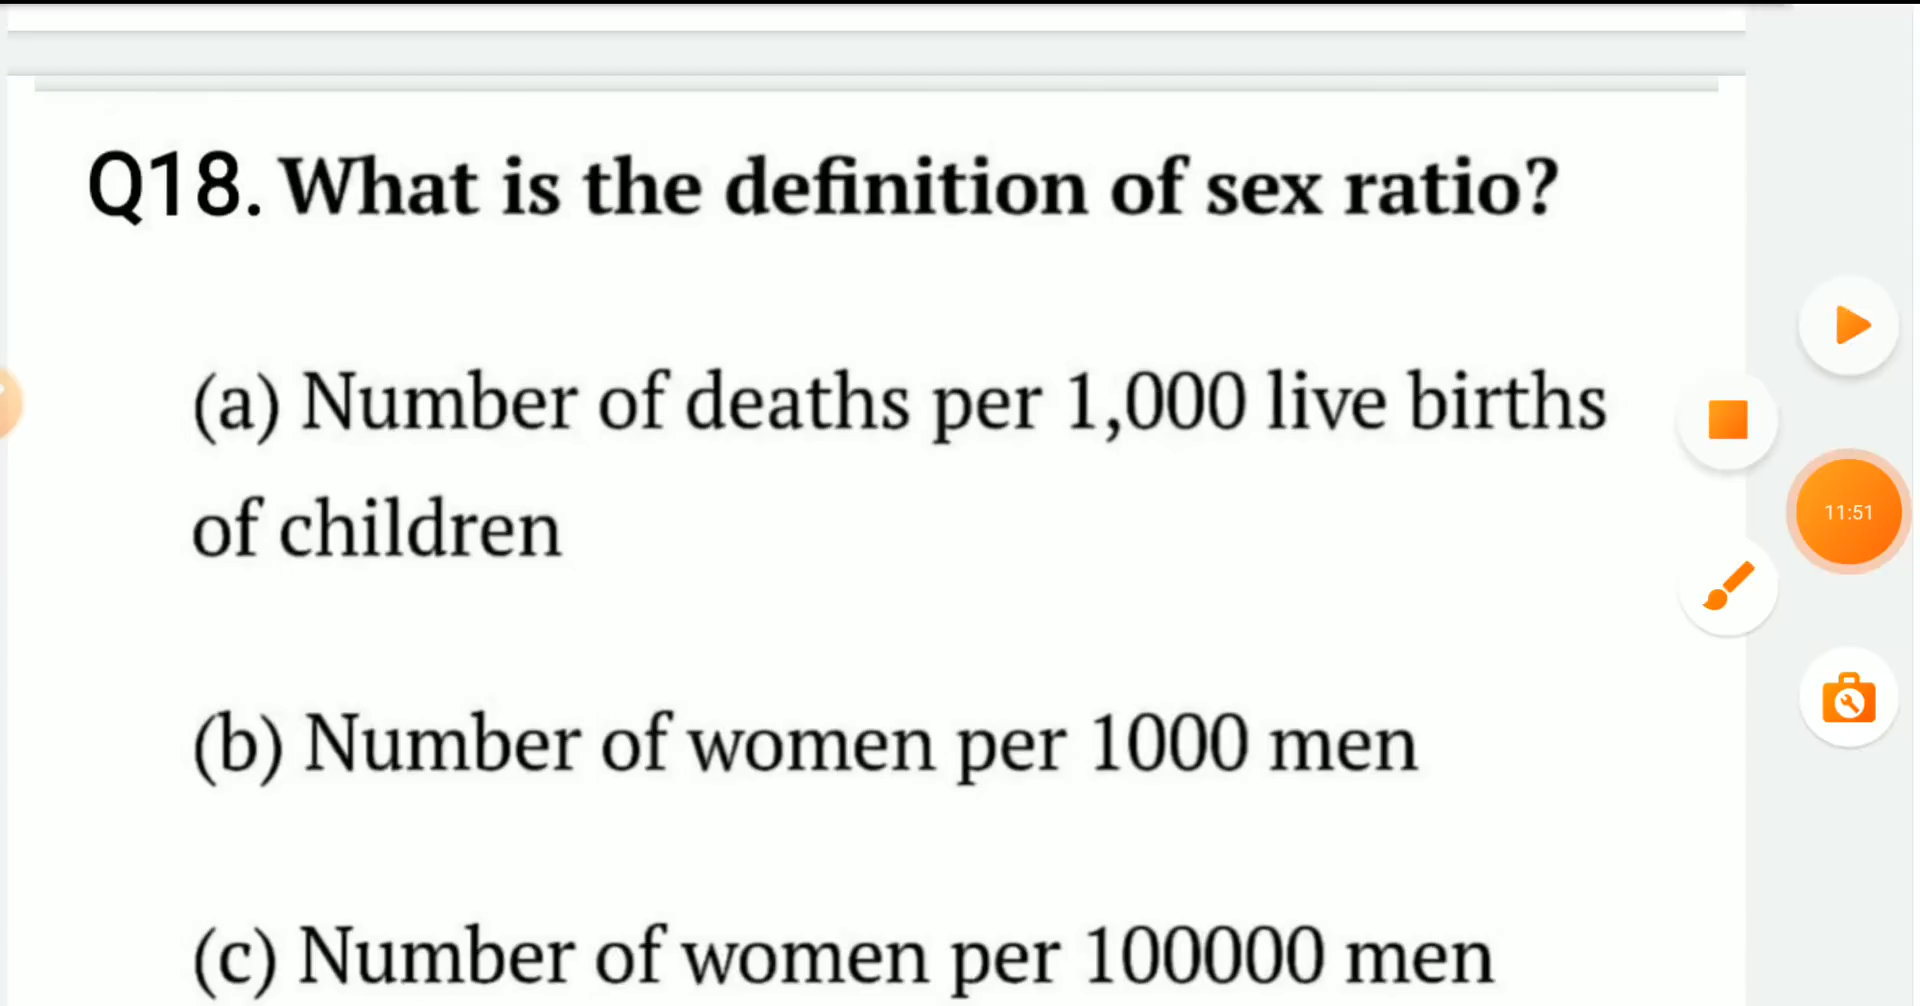 Q18. What is the definition of sex ratio?
(a) Number of deaths per 1,000 live births
of children
11:51
(b) Number of women per 1000 men
(c) Number of women per 100000 men